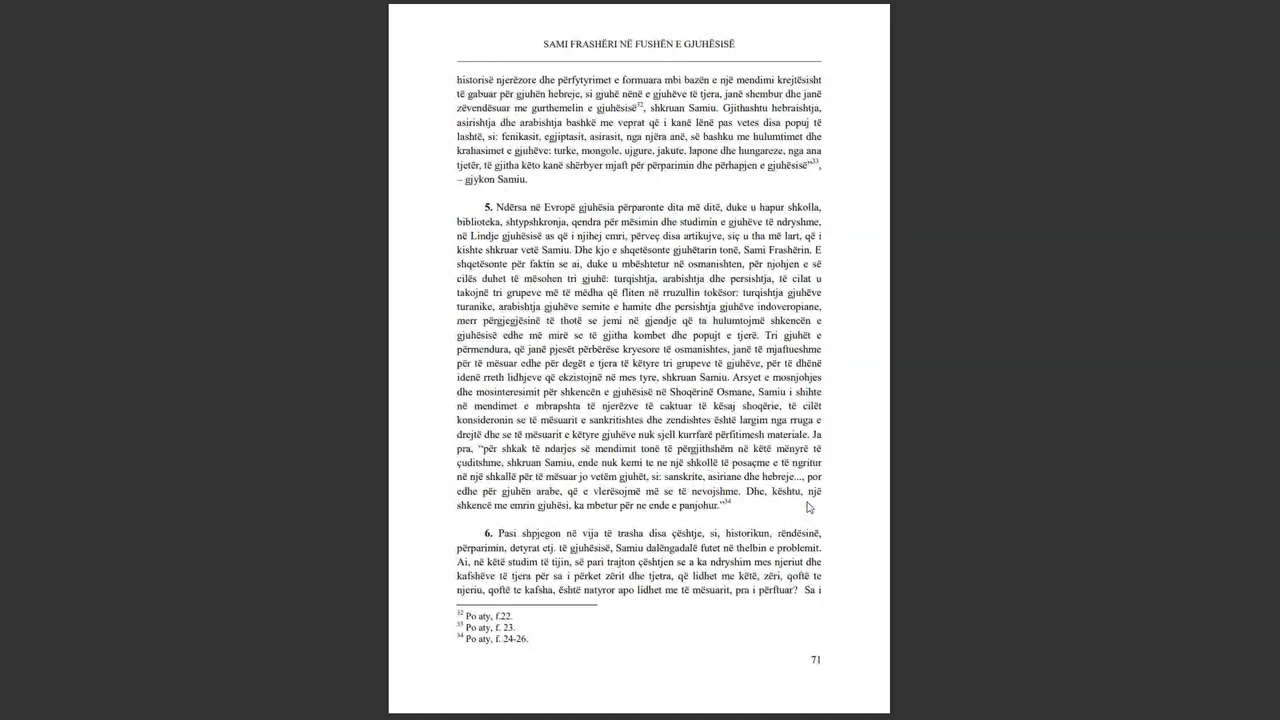 SAMI FRASHËRI NË FUSHËN E GJUHËSISË
historisë njerëzore dhe përfytyrimet e formuara mbi bazën e një mendimi krejtësisht
të gabuar për gjuhën hebreje, si gjuhë nënë e gjuhëve të tjera, janë shembur dhe janë
zëvendësuar me gurthemelin e gjuhësisë32, shkruan Samiu. Gjithashtu hebraishtja,
asirishtja dhe arabishtja bashkë me veprat që i kanë lënë pas vetes disa popuj të
lashtë, si: fenikasit, egjiptasit, asirasit, nga njëra anë, së bashku me hulumtimet dhe
krahasimet e gjuhëve: turke, mongole, ujgure, jakute, lapone dhe hungareze, nga ana
tjetër, të gjitha këto kanë shërbyer mjaft për përparimin dhe përhapjen e gjuhësisë”33,
– gjykon Samiu.
5. Ndërsa në Evropë gjuhësia përparonte dita më ditë, duke u hapur shkolla,
biblioteka, shtypshkronja, qendra për mësimin dhe studimin e gjuhëve të ndryshme,
në Lindje gjuhësisë as që i njihej emri, përveç disa artikujve, siç u tha më lart, që i
kishte shkruar vetë Samiu. Dhe kjo e shqetësonte gjuhëtarin tonë, Sami Frashërin. E
shqetësonte për faktin se ai, duke u mbështetur në osmanishten, për njohjen e së
cilës duhet të mësohen tri gjuhë: turqishtja, arabishtja dhe persishtja, të cilat u
takojnë tri grupeve më të mëdha që fliten në rruzullin tokësor: turqishtja gjuhëve
turanike, arabishtja gjuhëve semite e hamite dhe persishtja gjuhëve indoveropiane,
merr përgjegjësinë të thotë se jemi në gjendje që ta hulumtojmë shkencën e
gjuhësisë edhe më mirë se të gjitha kombet dhe popujt e tjerë. Tri gjuhët e
përmendura, që janë pjesët përbërëse kryesore të osmanishtes, janë të mjaftueshme
për të mësuar edhe për degët e tjera të këtyre tri grupeve të gjuhëve, për të dhënë
idenë rreth lidhjeve që ekzistojnë në mes tyre, shkruan Samiu. Arsyet e mosnjohjes
dhe mosinteresimit për shkencën e gjuhësisë në Shoqërinë Osmane, Samiu i shihte
në mendimet e mbrapshta të njerëzve të caktuar të kësaj shoqërie, të cilët
konsideronin se të mësuarit e sankritishtes dhe zendishtes është largim nga rruga e
drejtë dhe se të mësuarit e këtyre gjuhëve nuk sjell kurrfarë përfitimesh materiale. Ja
pra, “për shkak të ndarjes së mendimit tonë të përgjithshëm në këtë mënyrë të
çuditshme, shkruan Samiu, ende nuk kemi te ne një shkollë të posaçme e të ngritur
në një shkallë për të mësuar jo vetëm gjuhët, si: sanskrite, asiriane dhe hebreje..., por
edhe për gjuhën arabe, që e vlerësojmë më se të nevojshme. Dhe, kështu, një
shkencë me emrin gjuhësi, ka mbetur për ne ende e panjohur.”34
6. Pasi shpjegon në vija të trasha disa çështje, si, historikun, rëndësinë,
përparimin, detyrat etj. të gjuhësisë, Samiu dalëngadalë futet në thelbin e problemit.
Ai, në këtë studim të tijin, së pari trajton çështjen se a ka ndryshim mes njeriut dhe
kafshëve të tjera për sa i përket zërit dhe tjetra, që lidhet me këtë, zëri, qoftë te
njeriu, qoftë te kafsha, është natyror apo lidhet me të mësuarit, pra i përftuar? Sa i
32 Po aty, f.22.
33 Po aty, f. 23.
34 Po aty, f. 24-26.
71